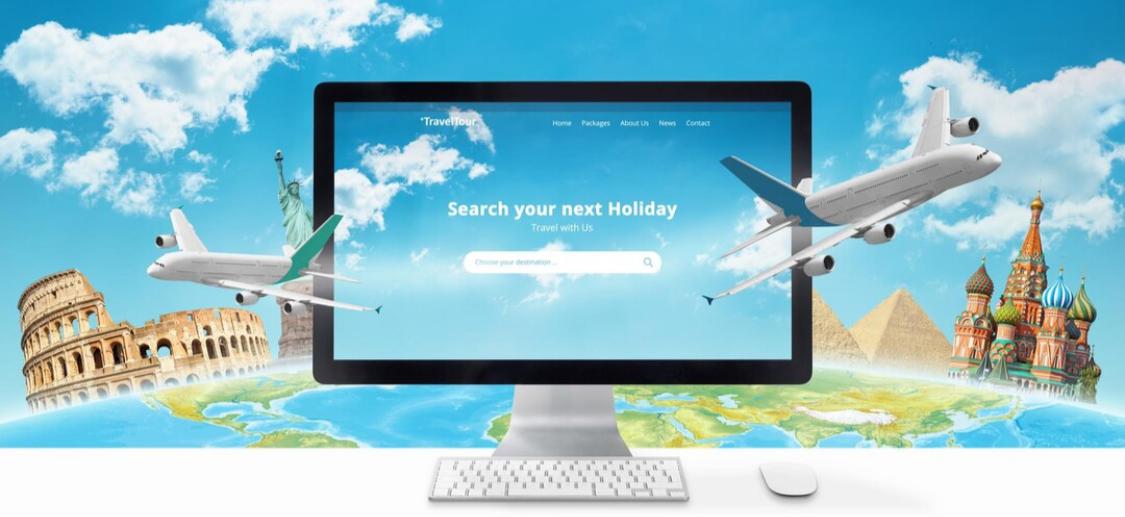 *TravelTour
Home Packages About Us News Contact
Search your next Holiday
Travel with Us
Choose your destination ...